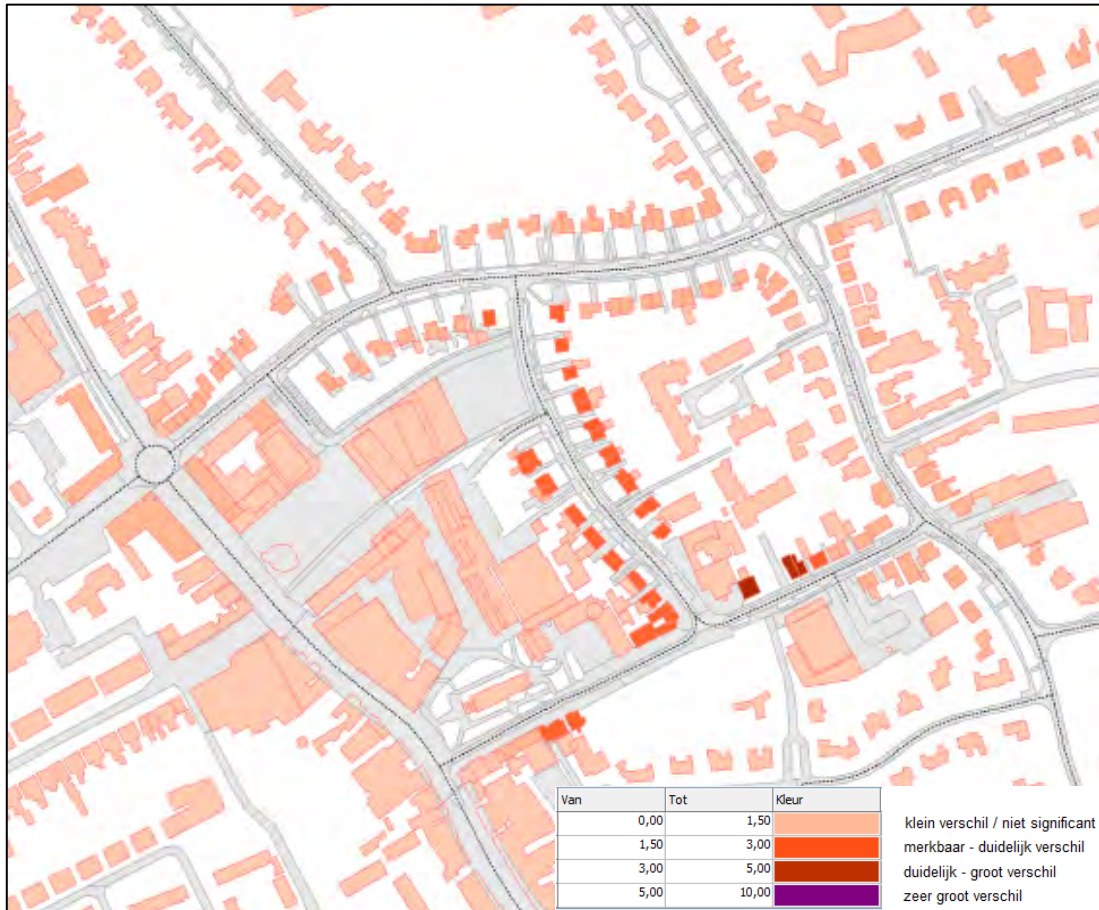 Van Tot Kleur
0,00 1,50 klein verschil / niet significant
1,50 3,00 merkbaar - duidelijk verschil
3,00 5,00 duidelijk - groot verschil
5,00 10,00 zeer groot verschil